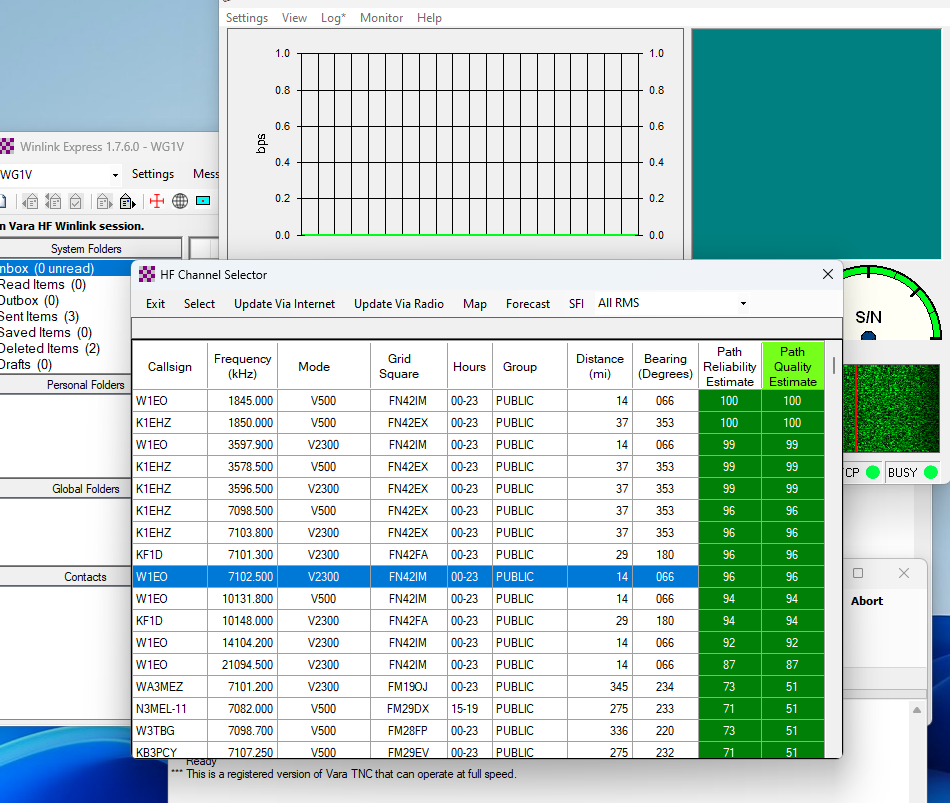 Settings View Log* Monitor Help
1.0 1.0
0.8 0.8
0.6 0.6
bps
0.4 0.4
0.2 0.2
0.0 0.0
Winlink Express 1.7.6.0 - WG1V
WG1V Settings
n Vara HF Winlink session.
System Folders
nbox (0 unread)
Read Items (0)
Outbox (0)
Sent Items (3)
Saved Items (0)
Deleted Items (2)
Drafts (0)
Personal Folders
Global Folders
Contacts
HF Channel Selector
Exit Select Update Via Internet Update Via Radio Map Forecast SFI All RMS
Callsign Frequency (kHz) Mode Grid Square Hours Group Distance (mi) Bearing (Degrees) Path Reliability Estimate Path Quality Estimate
W1EO 1845.000 V500 FN42IM 00-23 PUBLIC 14 066 100 100
K1EHZ 1850.000 V500 FN42EX 00-23 PUBLIC 37 353 100 100
W1EO 3597.900 V2300 FN42IM 00-23 PUBLIC 14 066 99 99
K1EHZ 3578.500 V500 FN42EX 00-23 PUBLIC 37 353 99 99
K1EHZ 3596.500 V2300 FN42EX 00-23 PUBLIC 37 353 99 99
K1EHZ 7098.500 V500 FN42EX 00-23 PUBLIC 37 353 96 96
K1EHZ 7103.800 V2300 FN42EX 00-23 PUBLIC 37 353 96 96
KF1D 7101.300 V2300 FN42FA 00-23 PUBLIC 29 180 96 96
W1EO 7102.500 V2300 FN42IM 00-23 PUBLIC 14 066 96 96
W1EO 10131.800 V500 FN42IM 00-23 PUBLIC 14 066 94 94
KF1D 10148.000 V500 FN42FA 00-23 PUBLIC 29 180 94 94
W1EO 14104.200 V2300 FN42IM 00-23 PUBLIC 14 066 92 92
W1EO 21094.500 V2300 FN42IM 00-23 PUBLIC 14 066 87 87
WA3MEZ 7101.200 V2300 FM19OJ 00-23 PUBLIC 345 234 73 51
N3MEL-11 7082.000 V500 FM29DX 15-19 PUBLIC 275 233 71 51
W3TBG 7098.700 V500 FM28FP 00-23 PUBLIC 336 220 73 51
KB3PCY 7107.250 V500 FM29EV 00-23 PUBLIC 275 232 71 51
S/N
CP BUSY
Abort
Ready
*** This is a registered version of Vara TNC that can operate at full speed.